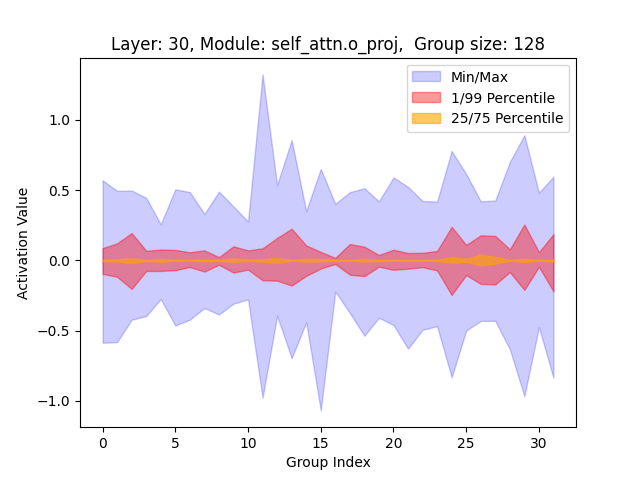 Layer: 30, Module: self_attn.o_proj,  Group size: 128
Min/Max
1/99 Percentile
25/75 Percentile
1.0
0.5
0.0
−0.5
−1.0
Activation Value
0 5 10 15 20 25 30
Group Index